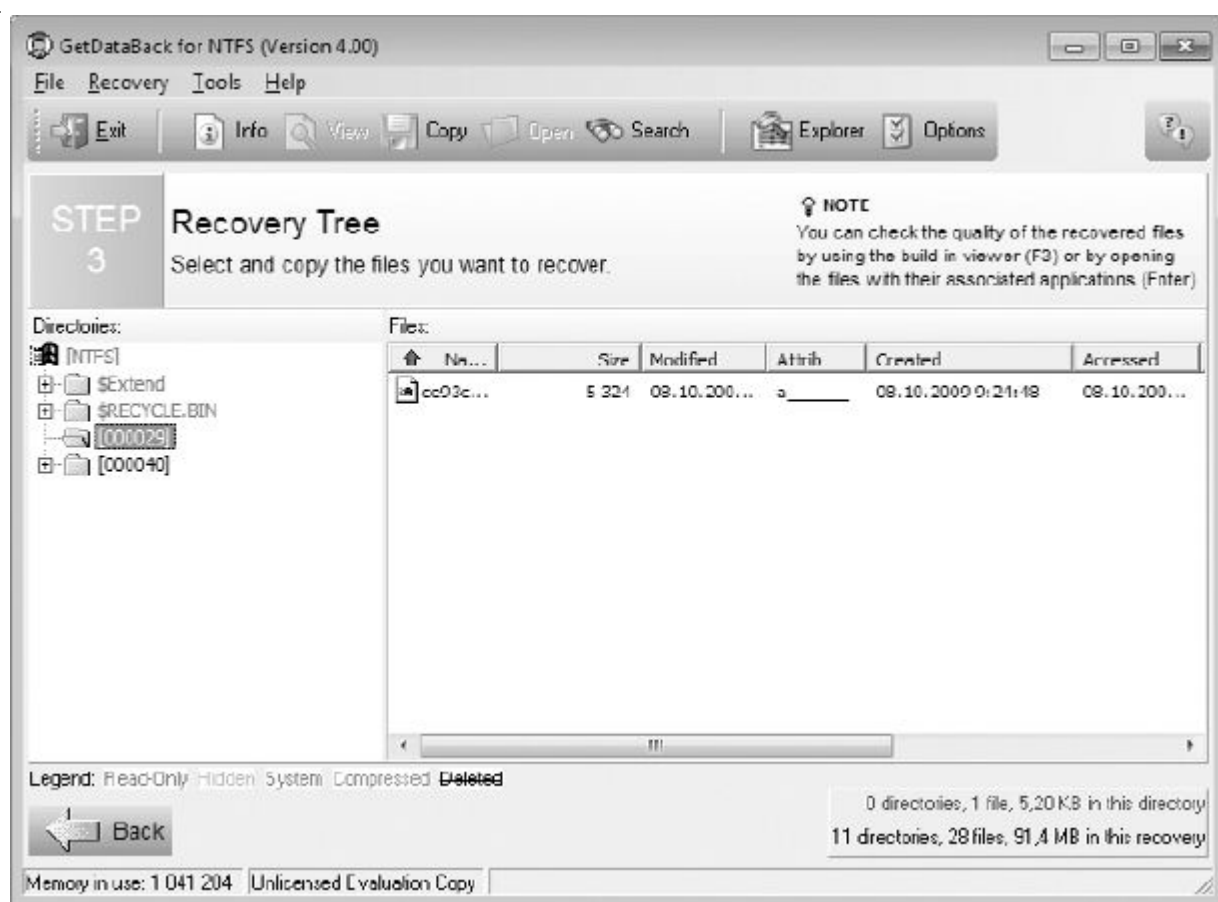 GetDataBack for NTFS (Version 4.00)
File Recovery Tools Help
Exit Info View Copy Open Search Explorer Options
STEP 3
Recovery Tree
Select and copy the files you want to recover.
NOTE
You can check the quality of the recovered files
by using the build in viewer (F3) or by opening
the files with their associated applications (Enter)
Directories:
[NTFS]
$Extend
$RECYCLE.BIN
[000029]
[000040]
Files:
Na... Size Modified Attrib Created Accessed
5 324 08.10.200... a 08.10.2009 9:24:48 08.10.200...
Legend: Read-Only Hidden System Compressed Deleted
Back
0 directories, 1 file, 5,20 KB in this directory
11 directories, 28 files, 91,4 MB in this recovery
Memory in use: 1 041 204 Unlicensed Evaluation Copy